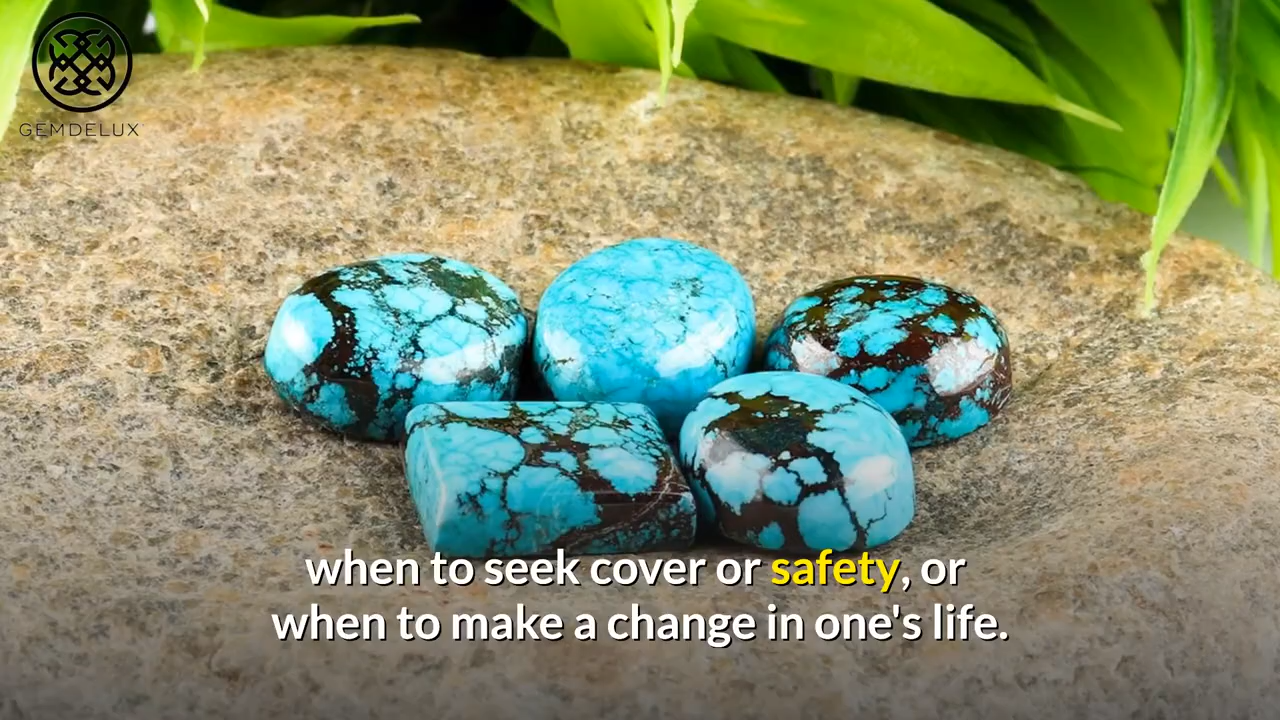 GEMDELUX
when to seek cover or safety, or
when to make a change in one's life.